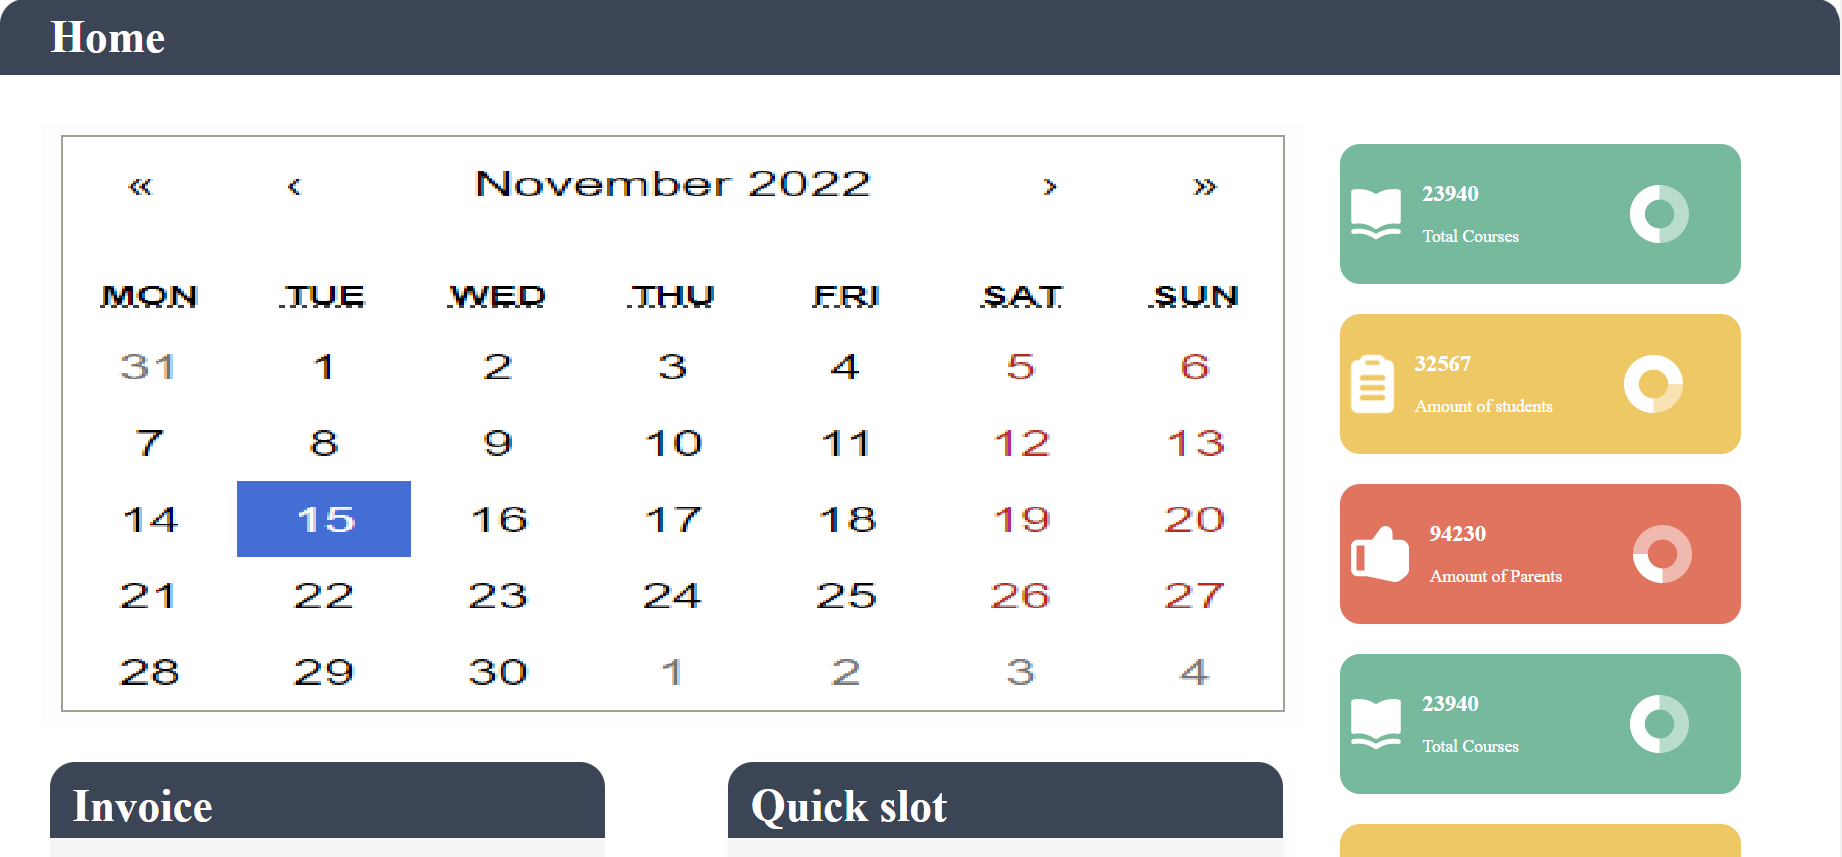 Home
« ‹ November 2022 › »
MON TUE WED THU FRI SAT SUN
31 1 2 3 4 5 6
7 8 9 10 11 12 13
14 15 16 17 18 19 20
21 22 23 24 25 26 27
28 29 30 1 2 3 4
23940
Total Courses
32567
Amount of students
94230
Amount of Parents
23940
Total Courses
Invoice
Quick slot